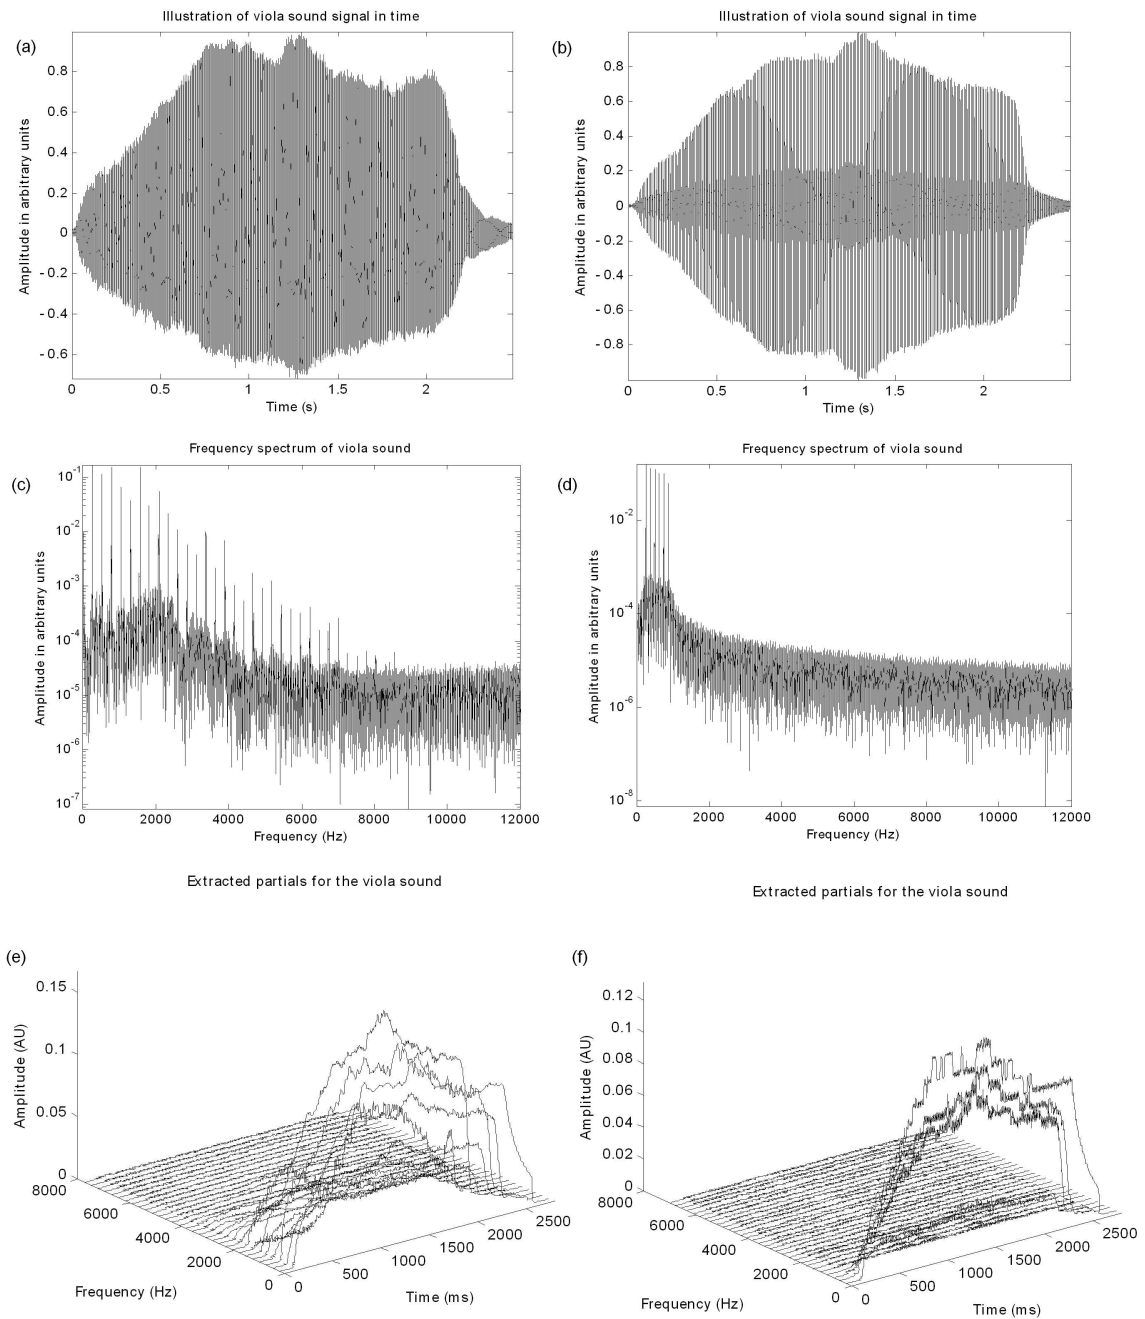 Illustration of viola sound signal in time
(a)
Amplitude in arbitrary units
0.8
0.6
0.4
0.2
0
- 0.2
- 0.4
- 0.6
0 0.5 1 1.5 2
Time (s)
Illustration of viola sound signal in time
(b)
Amplitude in arbitrary units
0.8
0.6
0.4
0.2
0
- 0.2
- 0.4
- 0.6
- 0.8
0 0.5 1 1.5 2
Time (s)
Frequency spectrum of viola sound
(c)
Amplitude in arbitrary units
10^-1
10^-2
10^-3
10^-4
10^-5
10^-6
10^-7
0 2000 4000 6000 8000 10000 12000
Frequency (Hz)
Frequency spectrum of viola sound
(d)
Amplitude in arbitrary units
10^-2
10^-4
10^-6
10^-8
0 2000 4000 6000 8000 10000 12000
Frequency (Hz)
Extracted partials for the viola sound
(e)
Amplitude (AU)
0.15
0.1
0.05
0
8000
6000
4000
2000
0
Frequency (Hz)
0
500
1000
1500
2000
2500
Time (ms)
Extracted partials for the viola sound
(f)
Amplitude (AU)
0.12
0.1
0.08
0.06
0.04
0.02
0
8000
6000
4000
2000
0
Frequency (Hz)
0
500
1000
1500
2000
2500
Time (ms)